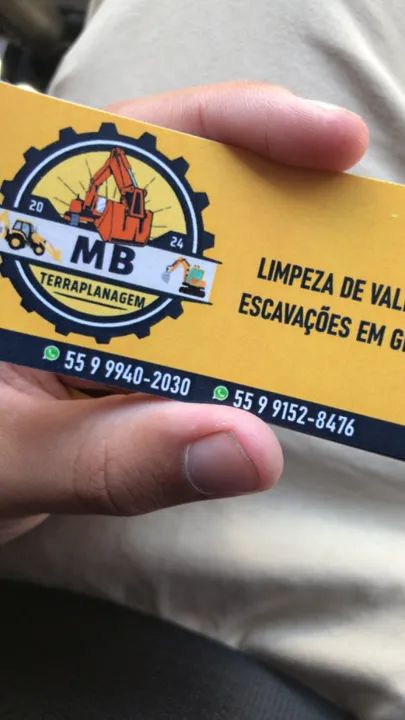 20 24
MB
TERRAPLANAGEM
LIMPEZA DE
ESCAVAÇÕES EM
55 9 9940-2030
55 9 9152-8476